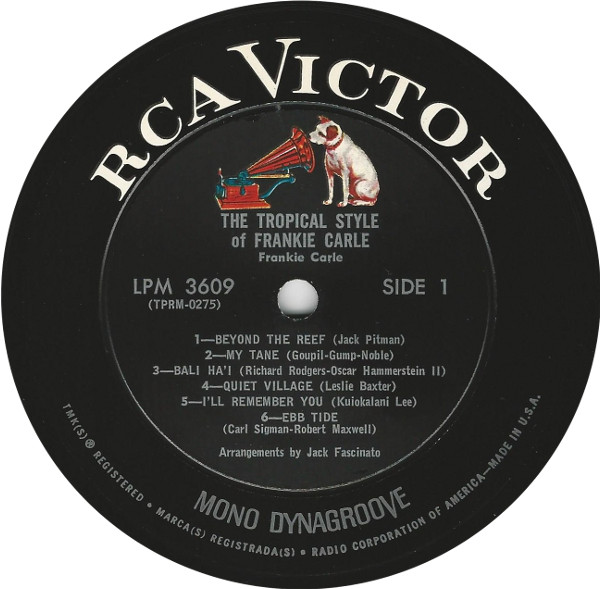 RCA VICTOR
THE TROPICAL STYLE
of FRANKIE CARLE
Frankie Carle
LPM 3609
(TPRM-0275)
SIDE 1
1—BEYOND THE REEF (Jack Pitman)
2—MY TANE (Goupil-Gump-Noble)
3—BALI HA'I (Richard Rodgers-Oscar Hammerstein II)
4—QUIET VILLAGE (Leslie Baxter)
5—I'LL REMEMBER YOU (Kuiokalani Lee)
6—EBB TIDE
(Carl Sigman-Robert Maxwell)
Arrangements by Jack Fascinato
MONO DYNAGROOVE
TMK(S) ® REGISTERED • MARCA(S) REGISTRADA(S) • RADIO CORPORATION OF AMERICA—MADE IN U.S.A.